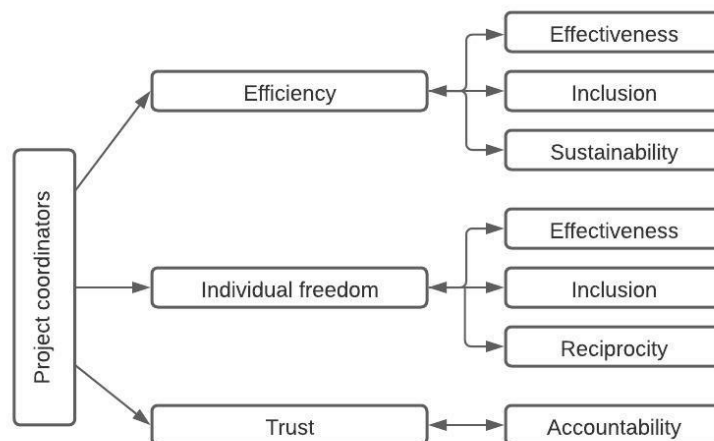 Project coordinators
Efficiency
Effectiveness
Inclusion
Sustainability
Individual freedom
Effectiveness
Inclusion
Reciprocity
Trust
Accountability